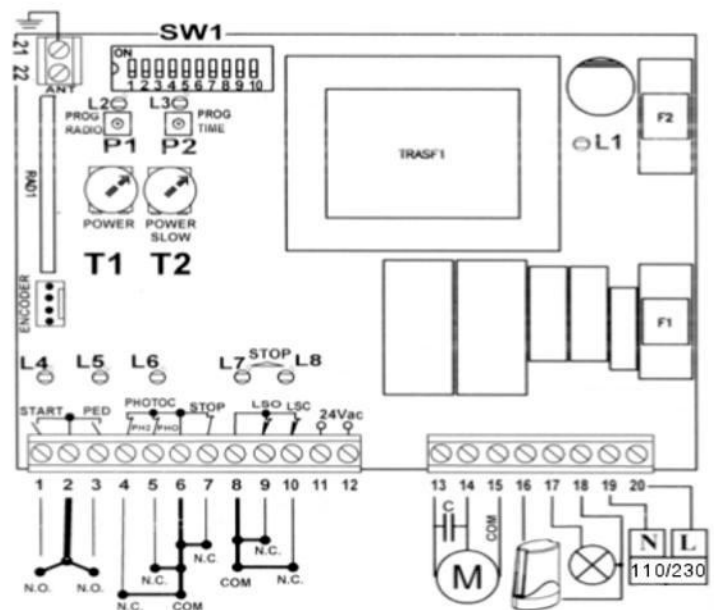 SW1
21
22
ANT
ON
1 2 3 4 5 6 7 8 9 10
L2 L3
PROG RADIO
PROG TIME
P1 P2
POWER
POWER SLOW
T1 T2
RAD1
ENCODER
TRASF1
L1
F2
F1
L4 L5 L6 L7 STOP L8
START PED PHOTOC STOP LSO LSC 24Vac
PH2 PHO
1 2 3 4 5 6 7 8 9 10 11 12
13 14 15 16 17 18 19 20
C
COM
M
N L
110/230
N.C. N.C.
N.C.
COM N.C.
N.O. N.O.
N.C. COM